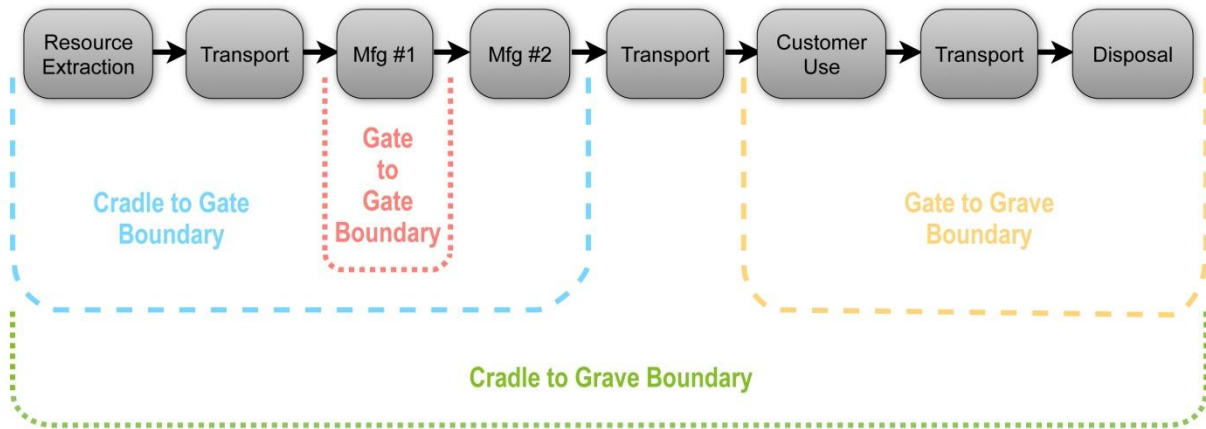 Resource
Extraction
Transport
Mfg #1
Mfg #2
Transport
Customer
Use
Transport
Disposal
Gate
to
Gate
Boundary
Cradle to Gate
Boundary
Gate to Grave
Boundary
Cradle to Grave Boundary